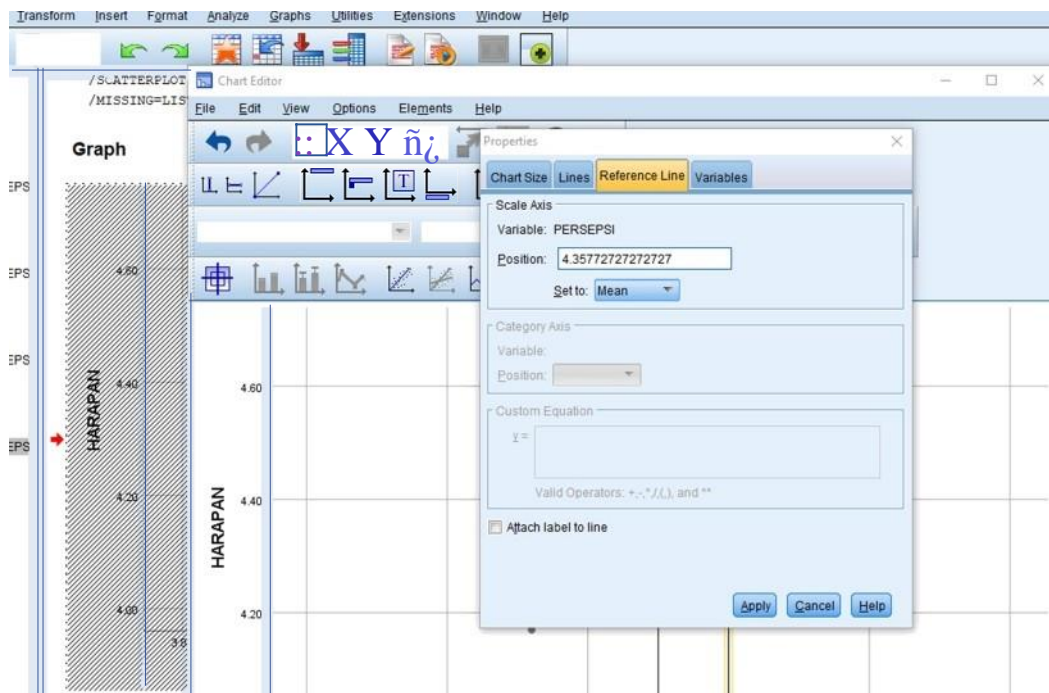 Transform Insert Format Analyze Graphs Utilities Extensions Window Help
/SCATTERPLOT
/MISSING=LIS
Graph
EPS
EPS
EPS
EPS
4.60
4.40
4.20
4.00
3.8
HARAPAN
Chart Editor
File Edit View Options Elements Help
X Y ñ¿
T
4.60
4.40
4.20
HARAPAN
Properties
Chart Size Lines Reference Line Variables
Scale Axis
Variable: PERSEPSI
Position: 4.35772727272727
Set to: Mean
Category Axis
Variable:
Position:
Custom Equation
y =
Valid Operators: +,-,*,/,(,), and **
Attach label to line
Apply Cancel Help